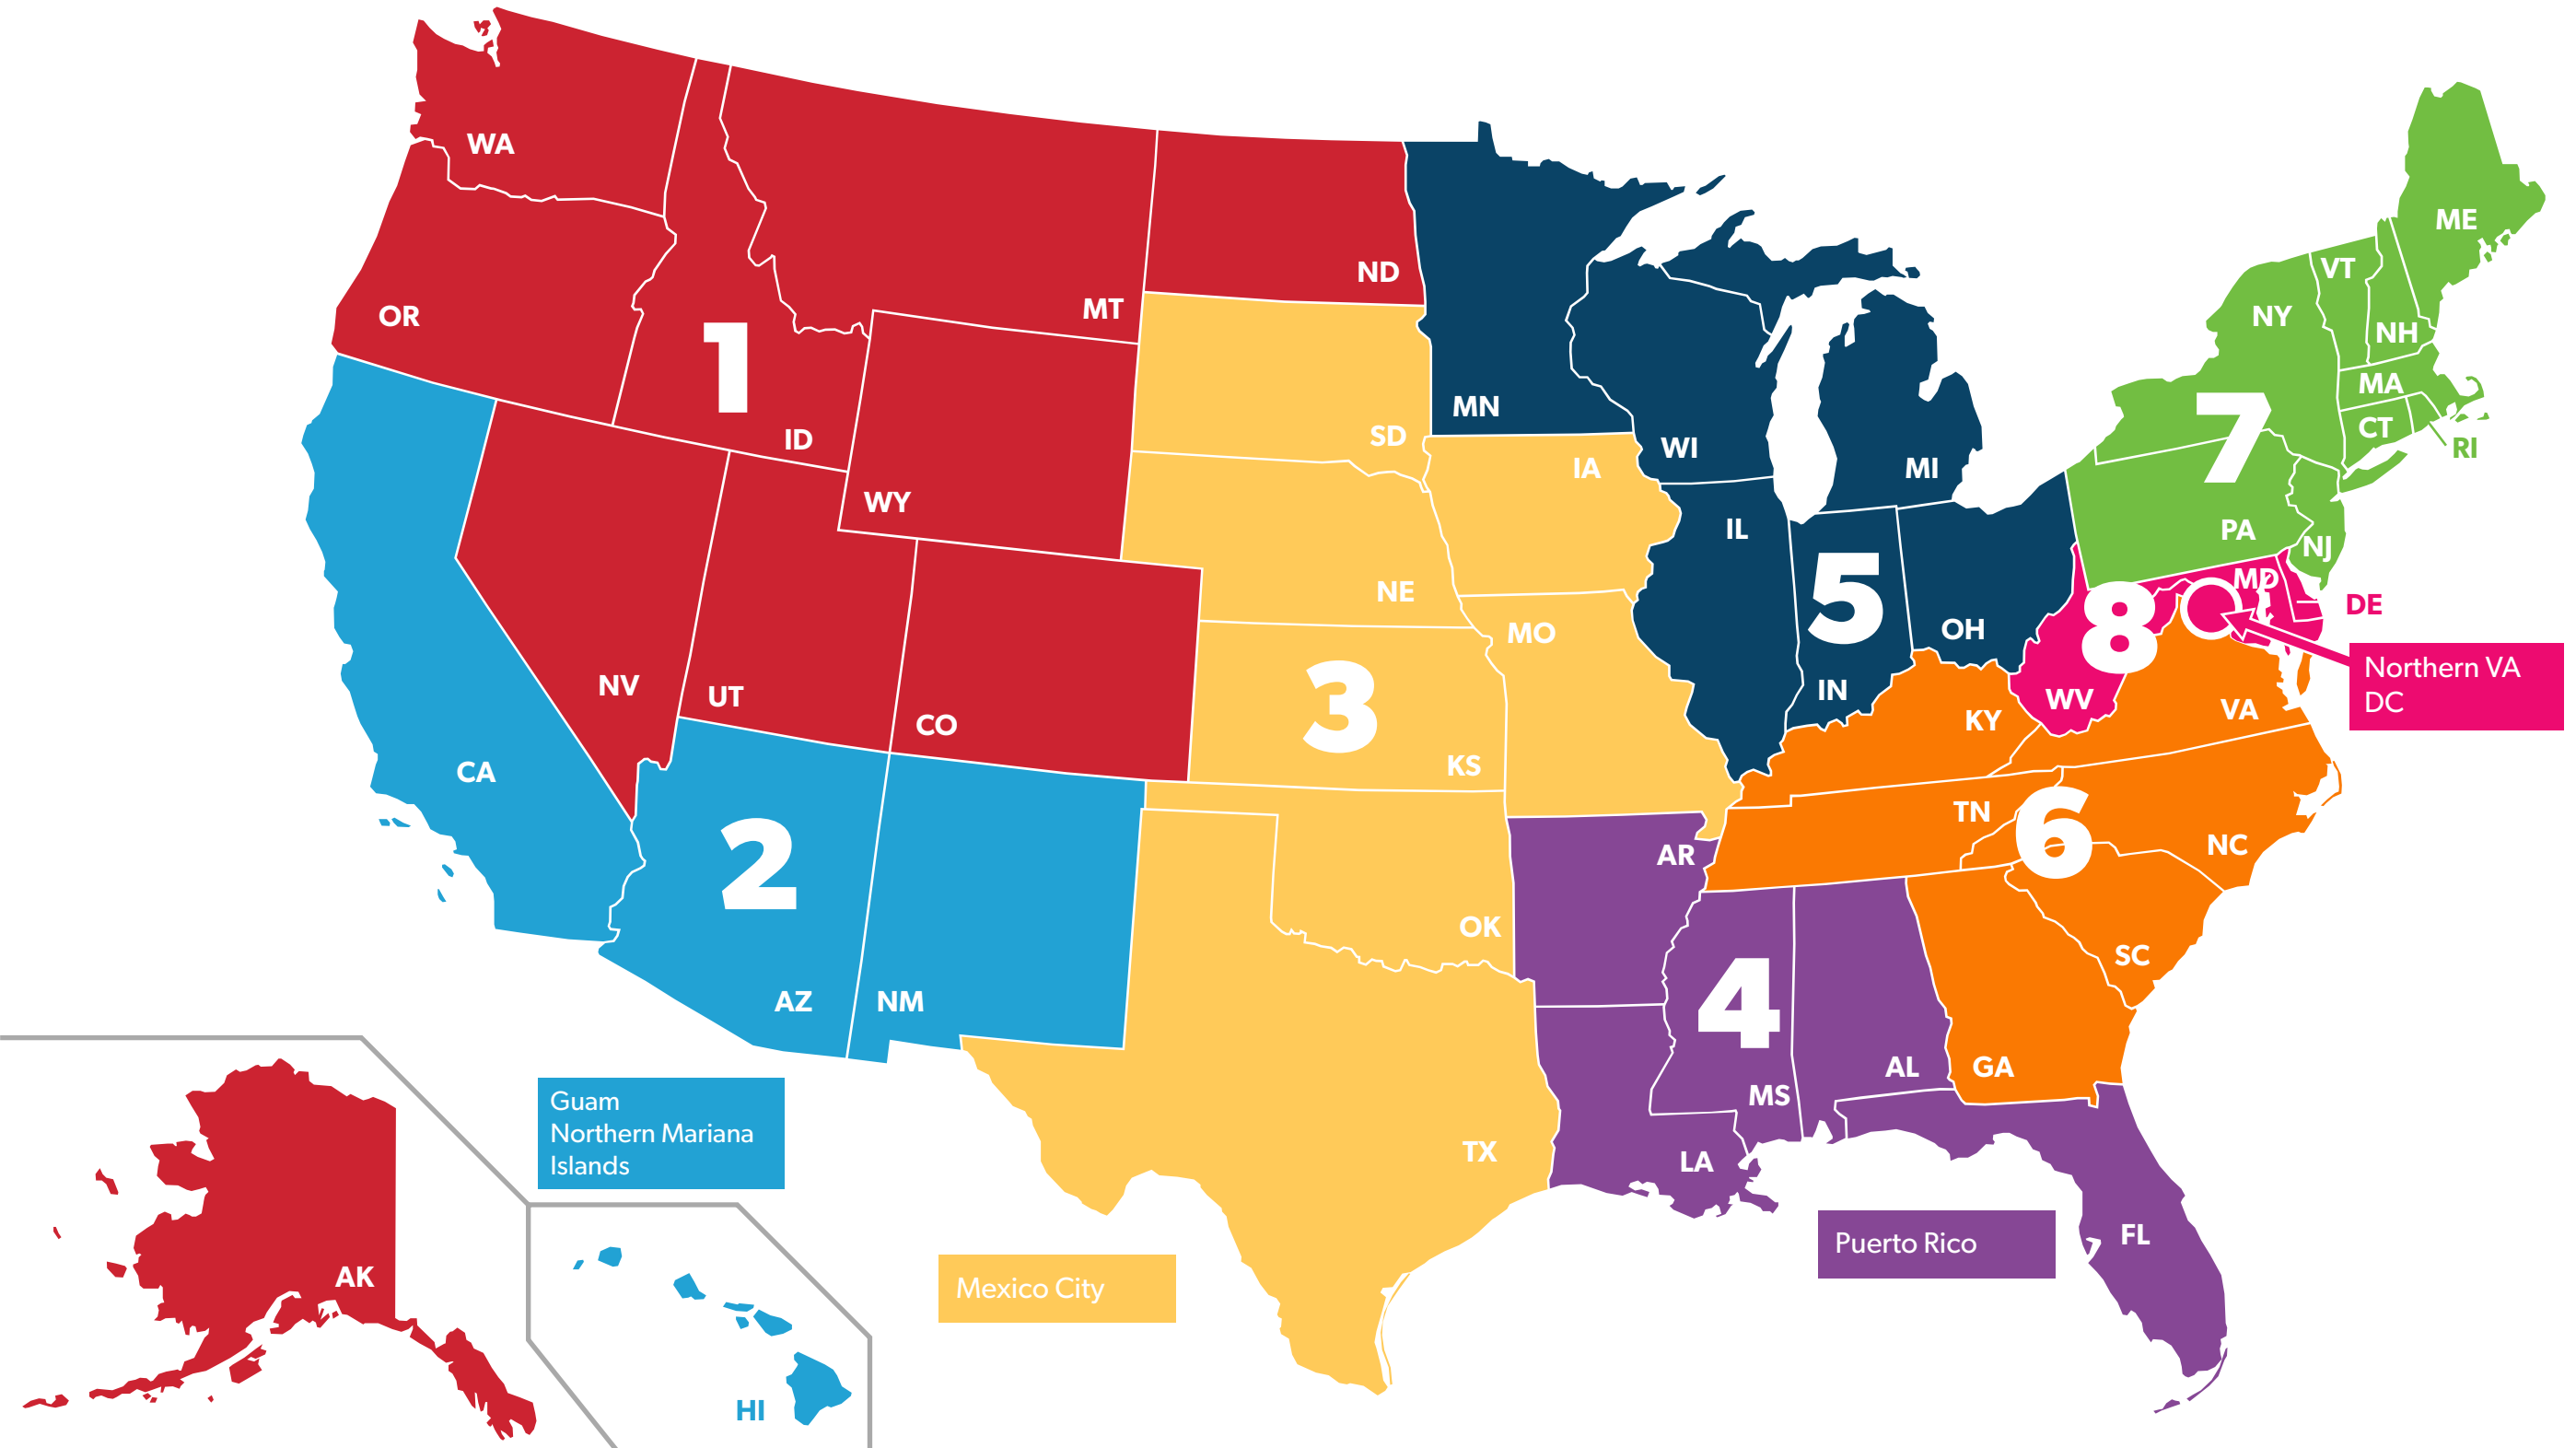 WA
OR
1
ID
MT
ND
WY
NV
UT
CO
CA
2
AZ
NM
SD
NE
IA
MO
3
KS
OK
TX
MN
WI
MI
IL
5
IN
OH
ME
VT
NH
NY
MA
CT
RI
7
PA
NJ
MD
DE
8
WV
Northern VA
DC
KY
VA
TN
6
NC
SC
GA
AR
4
MS
AL
LA
FL
AK
HI
Guam
Northern Mariana
Islands
Mexico City
Puerto Rico